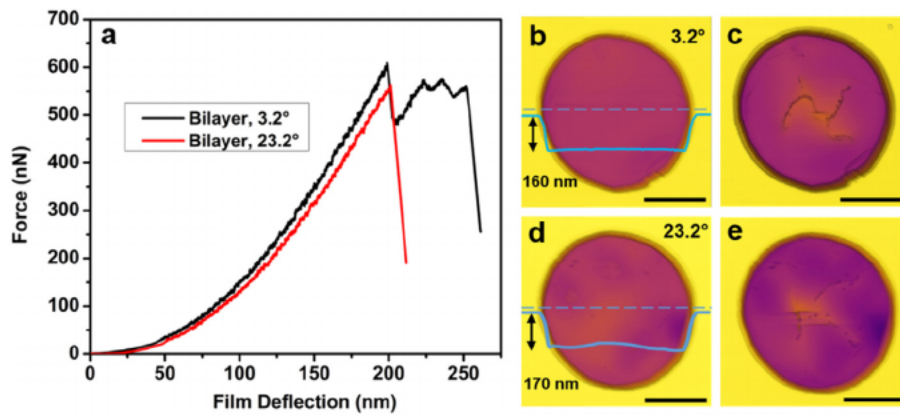 a
700
600
500
400
300
200
100
0
Force (nN)
Bilayer, 3.2°
Bilayer, 23.2°
0 50 100 150 200 250
Film Deflection (nm)
b
3.2°
160 nm
c
d
23.2°
170 nm
e